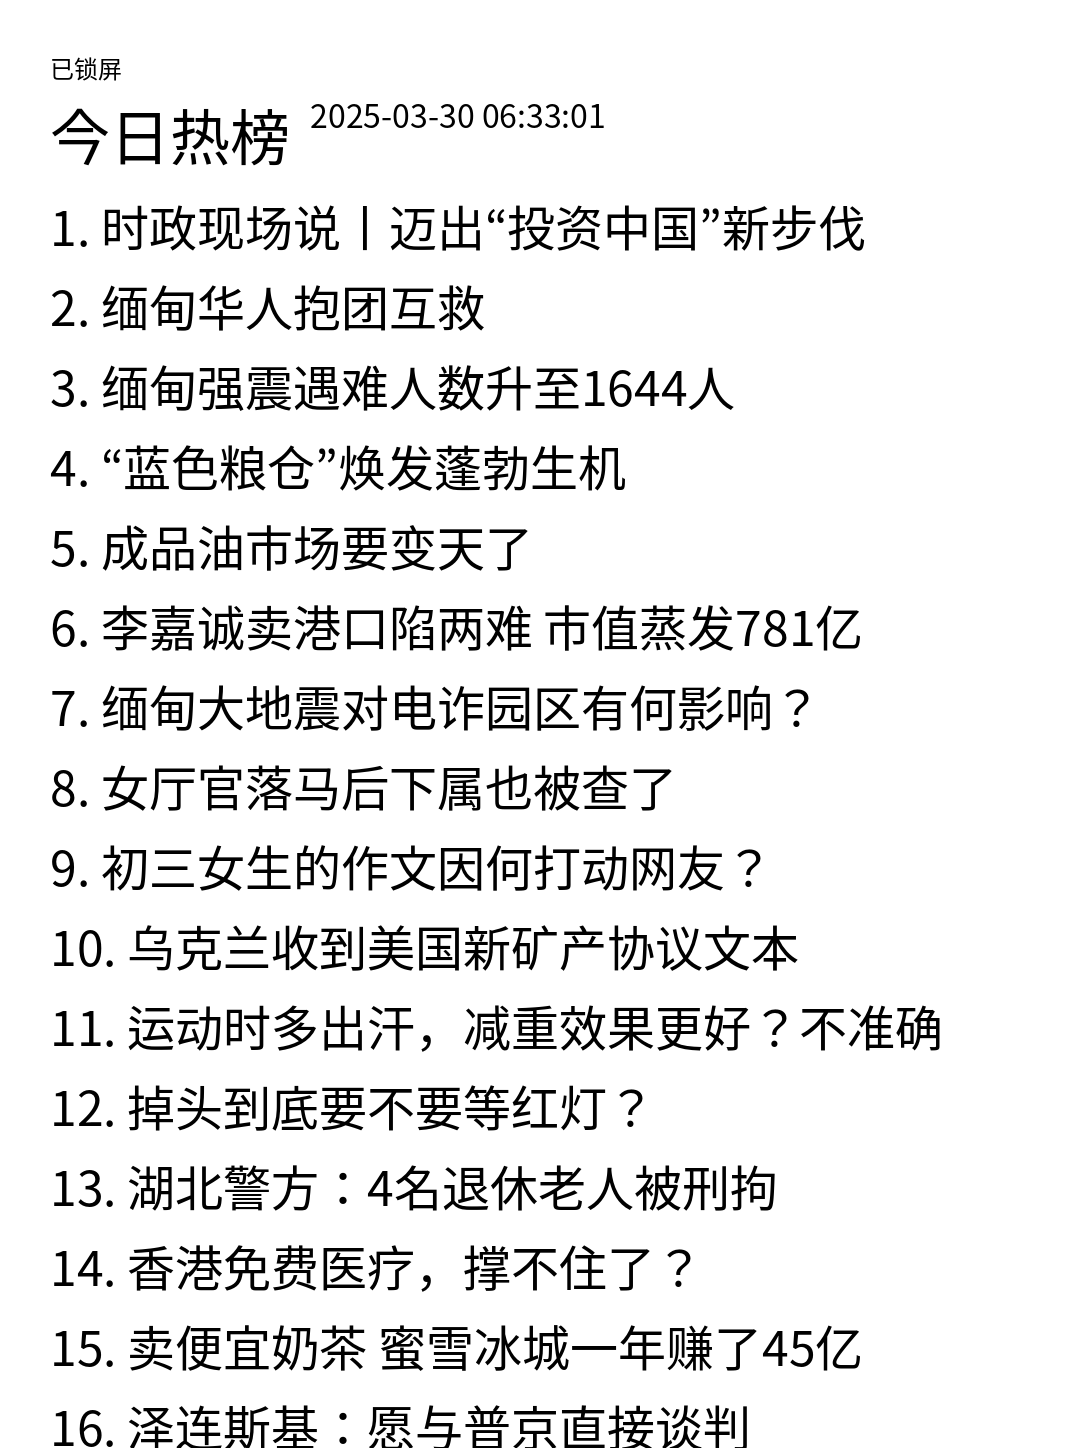 已锁屏
今日热榜 2025-03-30 06:33:01
1. 时政现场说丨迈出“投资中国”新步伐
2. 缅甸华人抱团互救
3. 缅甸强震遇难人数升至1644人
4. “蓝色粮仓”焕发蓬勃生机
5. 成品油市场要变天了
6. 李嘉诚卖港口陷两难 市值蒸发781亿
7. 缅甸大地震对电诈园区有何影响？
8. 女厅官落马后下属也被查了
9. 初三女生的作文因何打动网友？
10. 乌克兰收到美国新矿产协议文本
11. 运动时多出汗，减重效果更好？不准确
12. 掉头到底要不要等红灯？
13. 湖北警方：4名退休老人被刑拘
14. 香港免费医疗，撑不住了？
15. 卖便宜奶茶 蜜雪冰城一年赚了45亿
16. 泽连斯基：愿与普京直接谈判